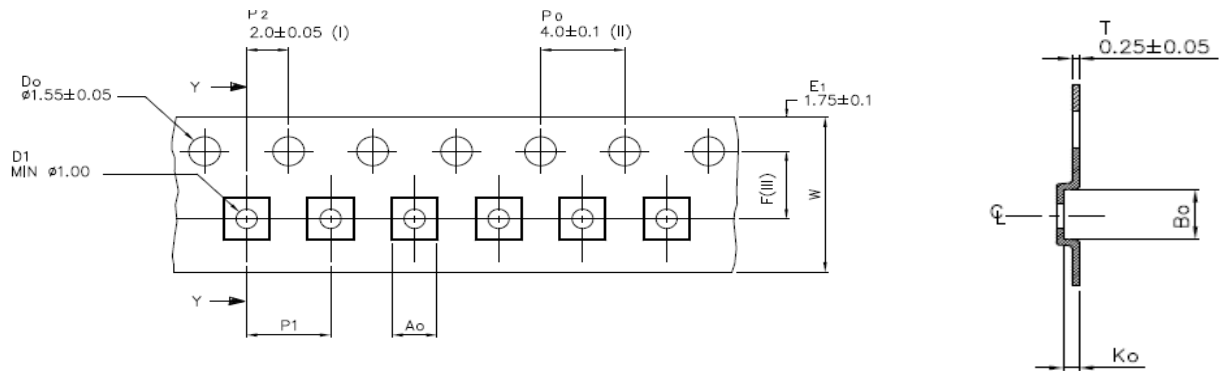 P2
2.0±0.05 (I)
Po
4.0±0.1 (II)
T
0.25±0.05
Do
ø1.55±0.05
Y
E1
1.75±0.1
D1
MIN ø1.00
F(III)
W
℄
Bo
Y
P1
Ao
Ko